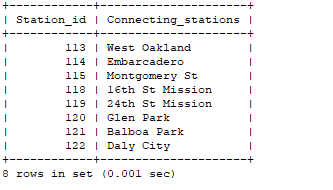 +------------+---------------------+
| Station_id | Connecting_stations |
+------------+---------------------+
|        113 | West Oakland        |
|        114 | Embarcadero         |
|        115 | Montgomery St       |
|        118 | 16th St Mission     |
|        119 | 24th St Mission     |
|        120 | Glen Park           |
|        121 | Balboa Park         |
|        122 | Daly City           |
+------------+---------------------+
8 rows in set (0.001 sec)